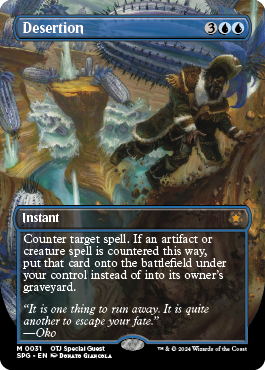 Desertion 3
Instant
Counter target spell. If an artifact or
creature spell is countered this way,
put that card onto the battlefield under
your control instead of into its owner's
graveyard.
“It is one thing to run away. It is quite
another to escape your fate.”
—Oko
M 0031 OTJ Special Guest
SPG • EN Donato Giancola
™ & © 2024 Wizards of the Coast